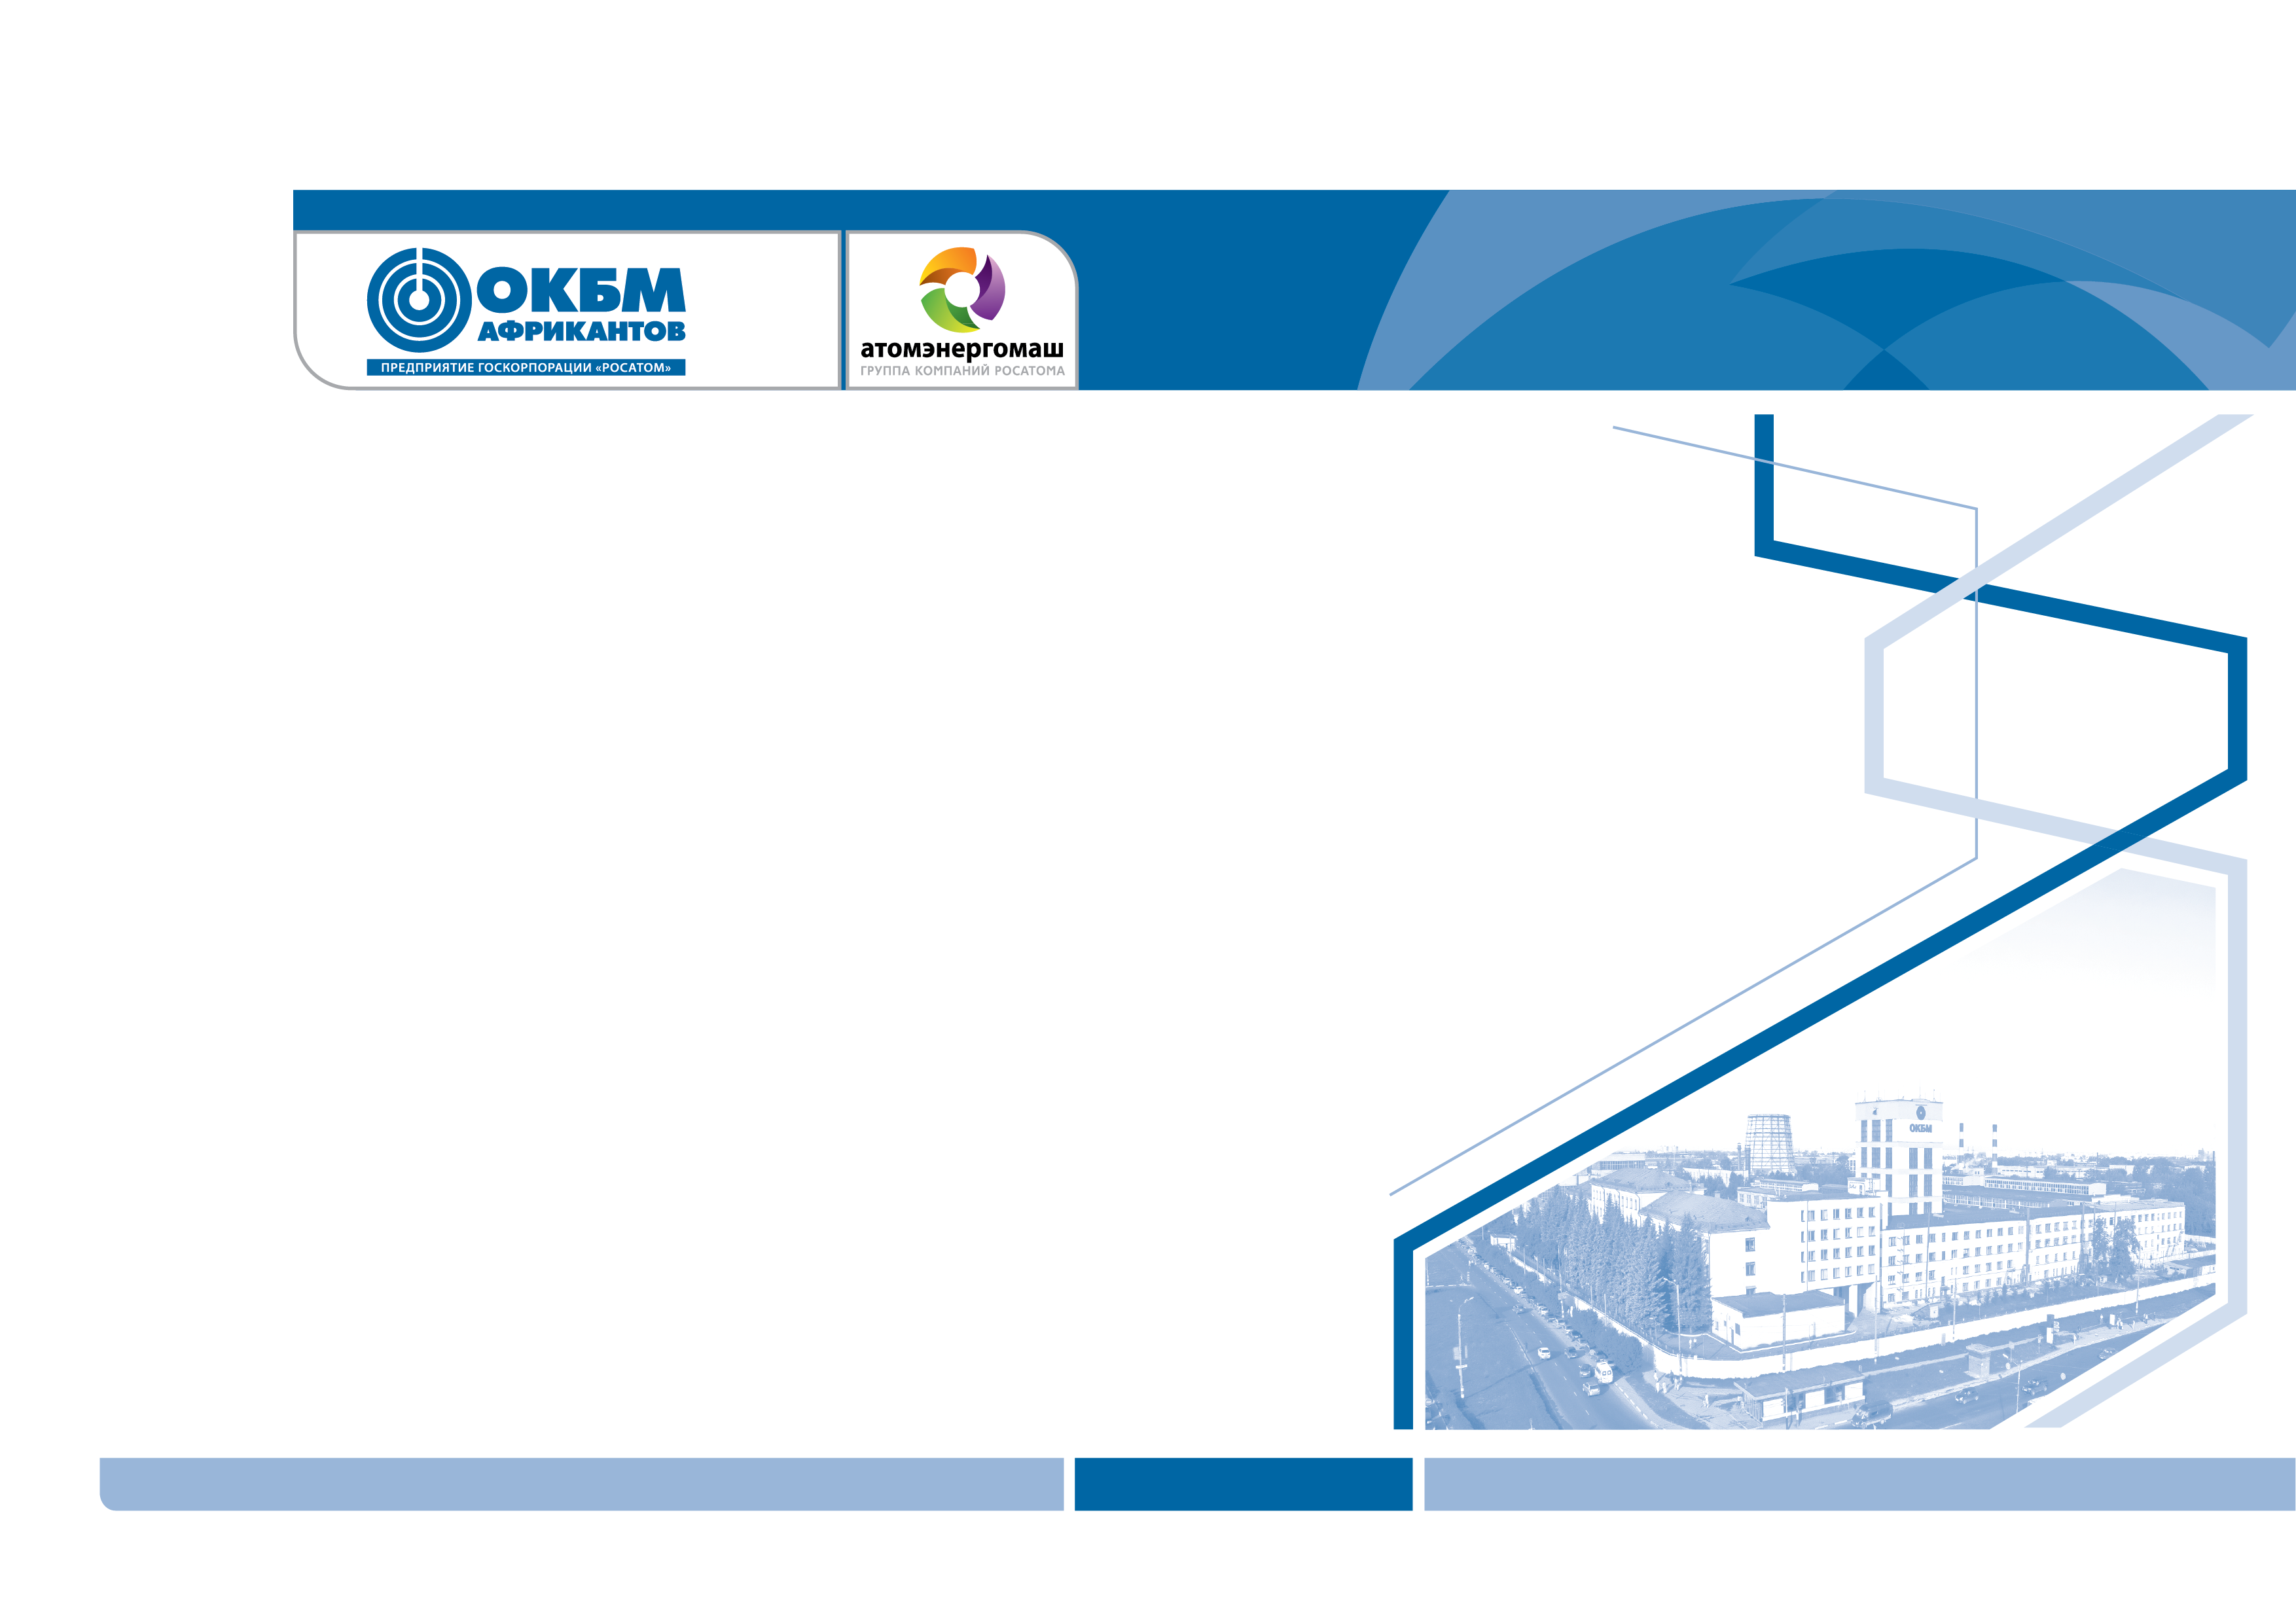 ОКБМ
АФРИКАНТОВ
ПРЕДПРИЯТИЕ ГОСКОРПОРАЦИИ «РОСАТОМ»
атомэнергомаш
ГРУППА КОМПАНИЙ РОСАТОМА
ОКБМ